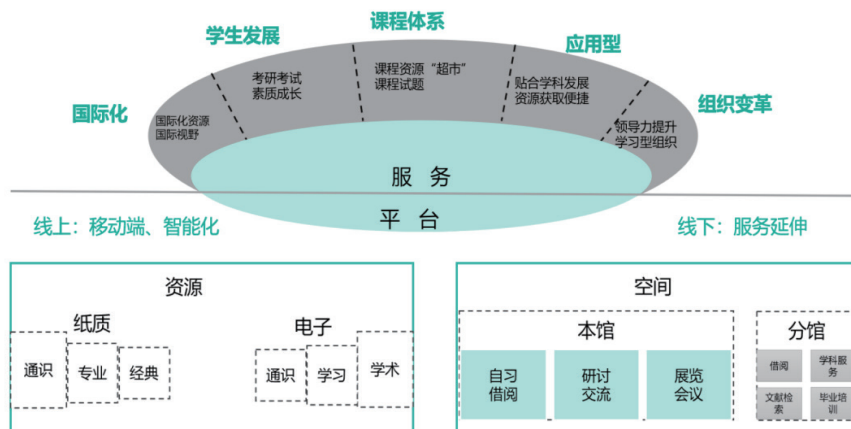 课程体系
学生发展
应用型
国际化
组织变革
国际化资源
国际视野
考研考试
素质成长
课程资源“超市”
课程试题
贴合学科发展
资源获取便捷
领导力提升
学习型组织
服 务
平 台
线上：移动端、智能化
线下：服务延伸
资源
纸质
通识
专业
经典
电子
通识
学习
学术
空间
本馆
自习
借阅
研讨
交流
展览
会议
分馆
借阅
学科服
务
文献检
索
毕业培
训